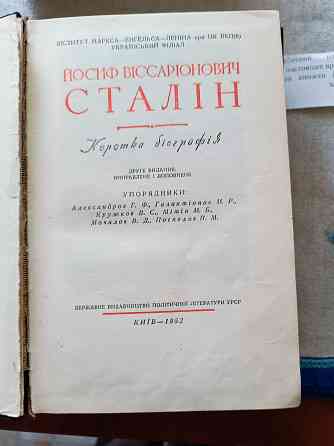 ІНСТИТУТ МАРКСА—ЕНГЕЛЬСА—ЛЕНІНА при ЦК ВКП(б)
УКРАЇНСЬКИЙ ФІЛІАЛ
ЙОСИФ ВІССАРІОНОВИЧ
СТАЛІН
Коротка біографія
ДРУГЕ ВИДАННЯ,
ВИПРАВЛЕНЕ І ДОПОВНЕНЕ
УПОРЯДНИКИ:
Александров Г. Ф., Галактіонов М. Р.,
Кружков В. С., Мітін М. Б.,
Мочалов В. Д., Поспєлов П. М.
ДЕРЖАВНЕ ВИДАВНИЦТВО ПОЛІТИЧНОЇ ЛІТЕРАТУРИ УРСР
КИЇВ—1952